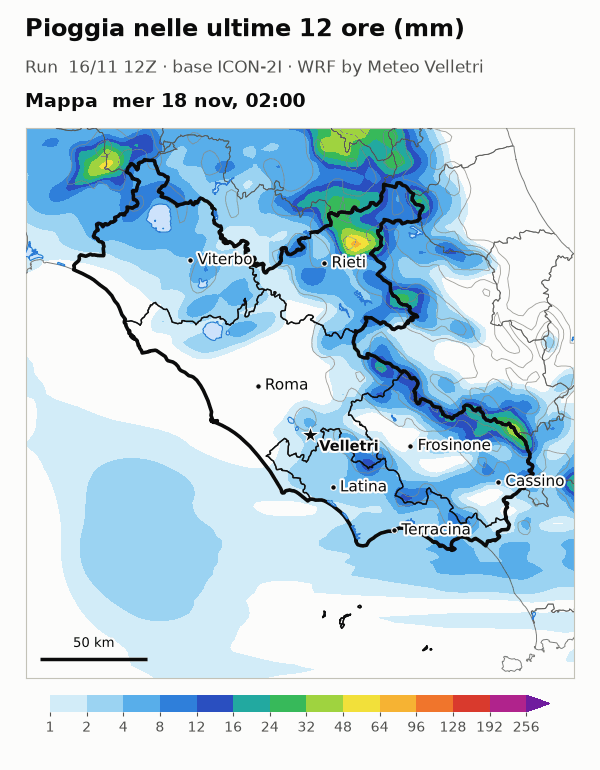 Pioggia nelle ultime 12 ore (mm)
Run  16/11 12Z · base ICON-2I · WRF by Meteo Velletri
Mappa  mer 18 nov, 02:00
Viterbo
Rieti
Roma
Velletri
Frosinone
Latina
Cassino
Terracina
50 km
1 2 4 8 12 16 24 32 48 64 96 128 192 256